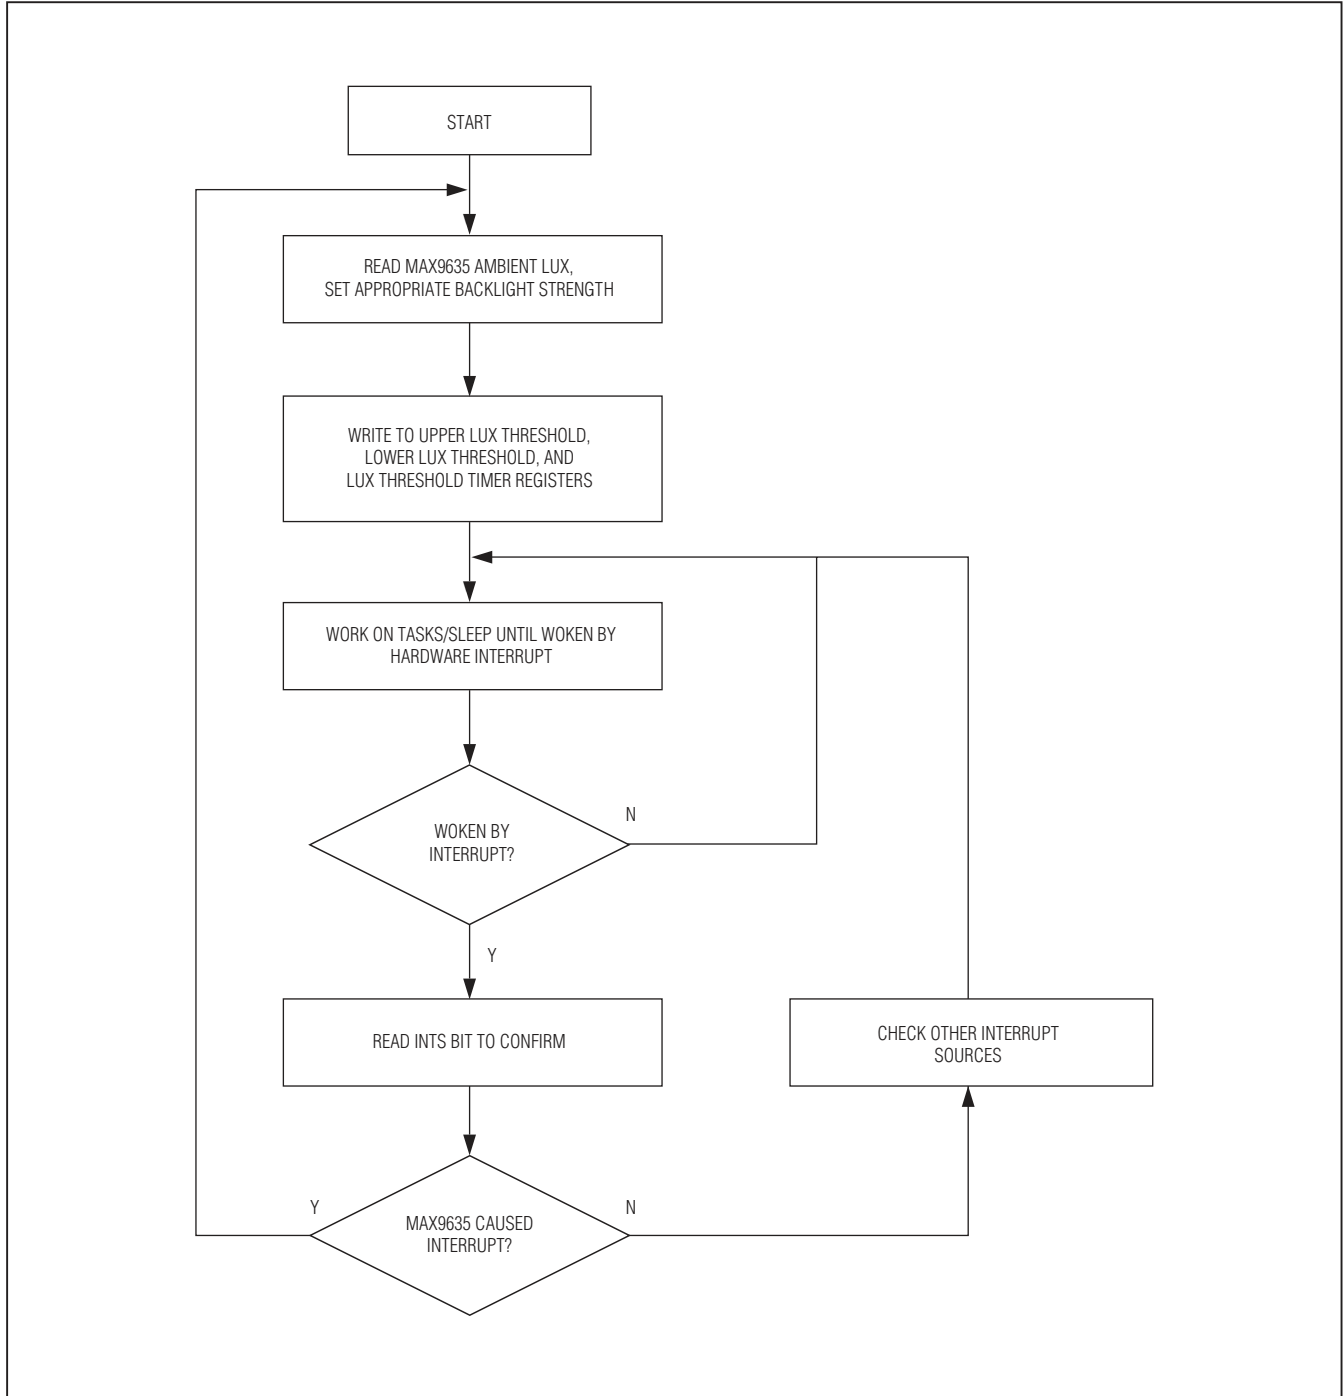 START
READ MAX9635 AMBIENT LUX,
SET APPROPRIATE BACKLIGHT STRENGTH
WRITE TO UPPER LUX THRESHOLD,
LOWER LUX THRESHOLD, AND
LUX THRESHOLD TIMER REGISTERS
WORK ON TASKS/SLEEP UNTIL WOKEN BY
HARDWARE INTERRUPT
WOKEN BY
INTERRUPT?
N
Y
READ INTS BIT TO CONFIRM
CHECK OTHER INTERRUPT
SOURCES
Y
MAX9635 CAUSED
INTERRUPT?
N